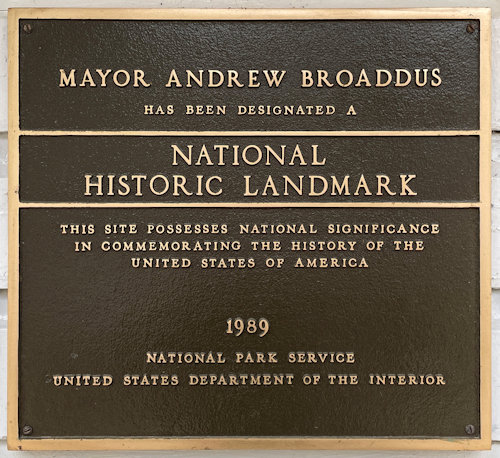 MAYOR ANDREW BROADDUS
HAS BEEN DESIGNATED A
NATIONAL
HISTORIC LANDMARK
THIS SITE POSSESSES NATIONAL SIGNIFICANCE
IN COMMEMORATING THE HISTORY OF THE
UNITED STATES OF AMERICA
1989
NATIONAL PARK SERVICE
UNITED STATES DEPARTMENT OF THE INTERIOR